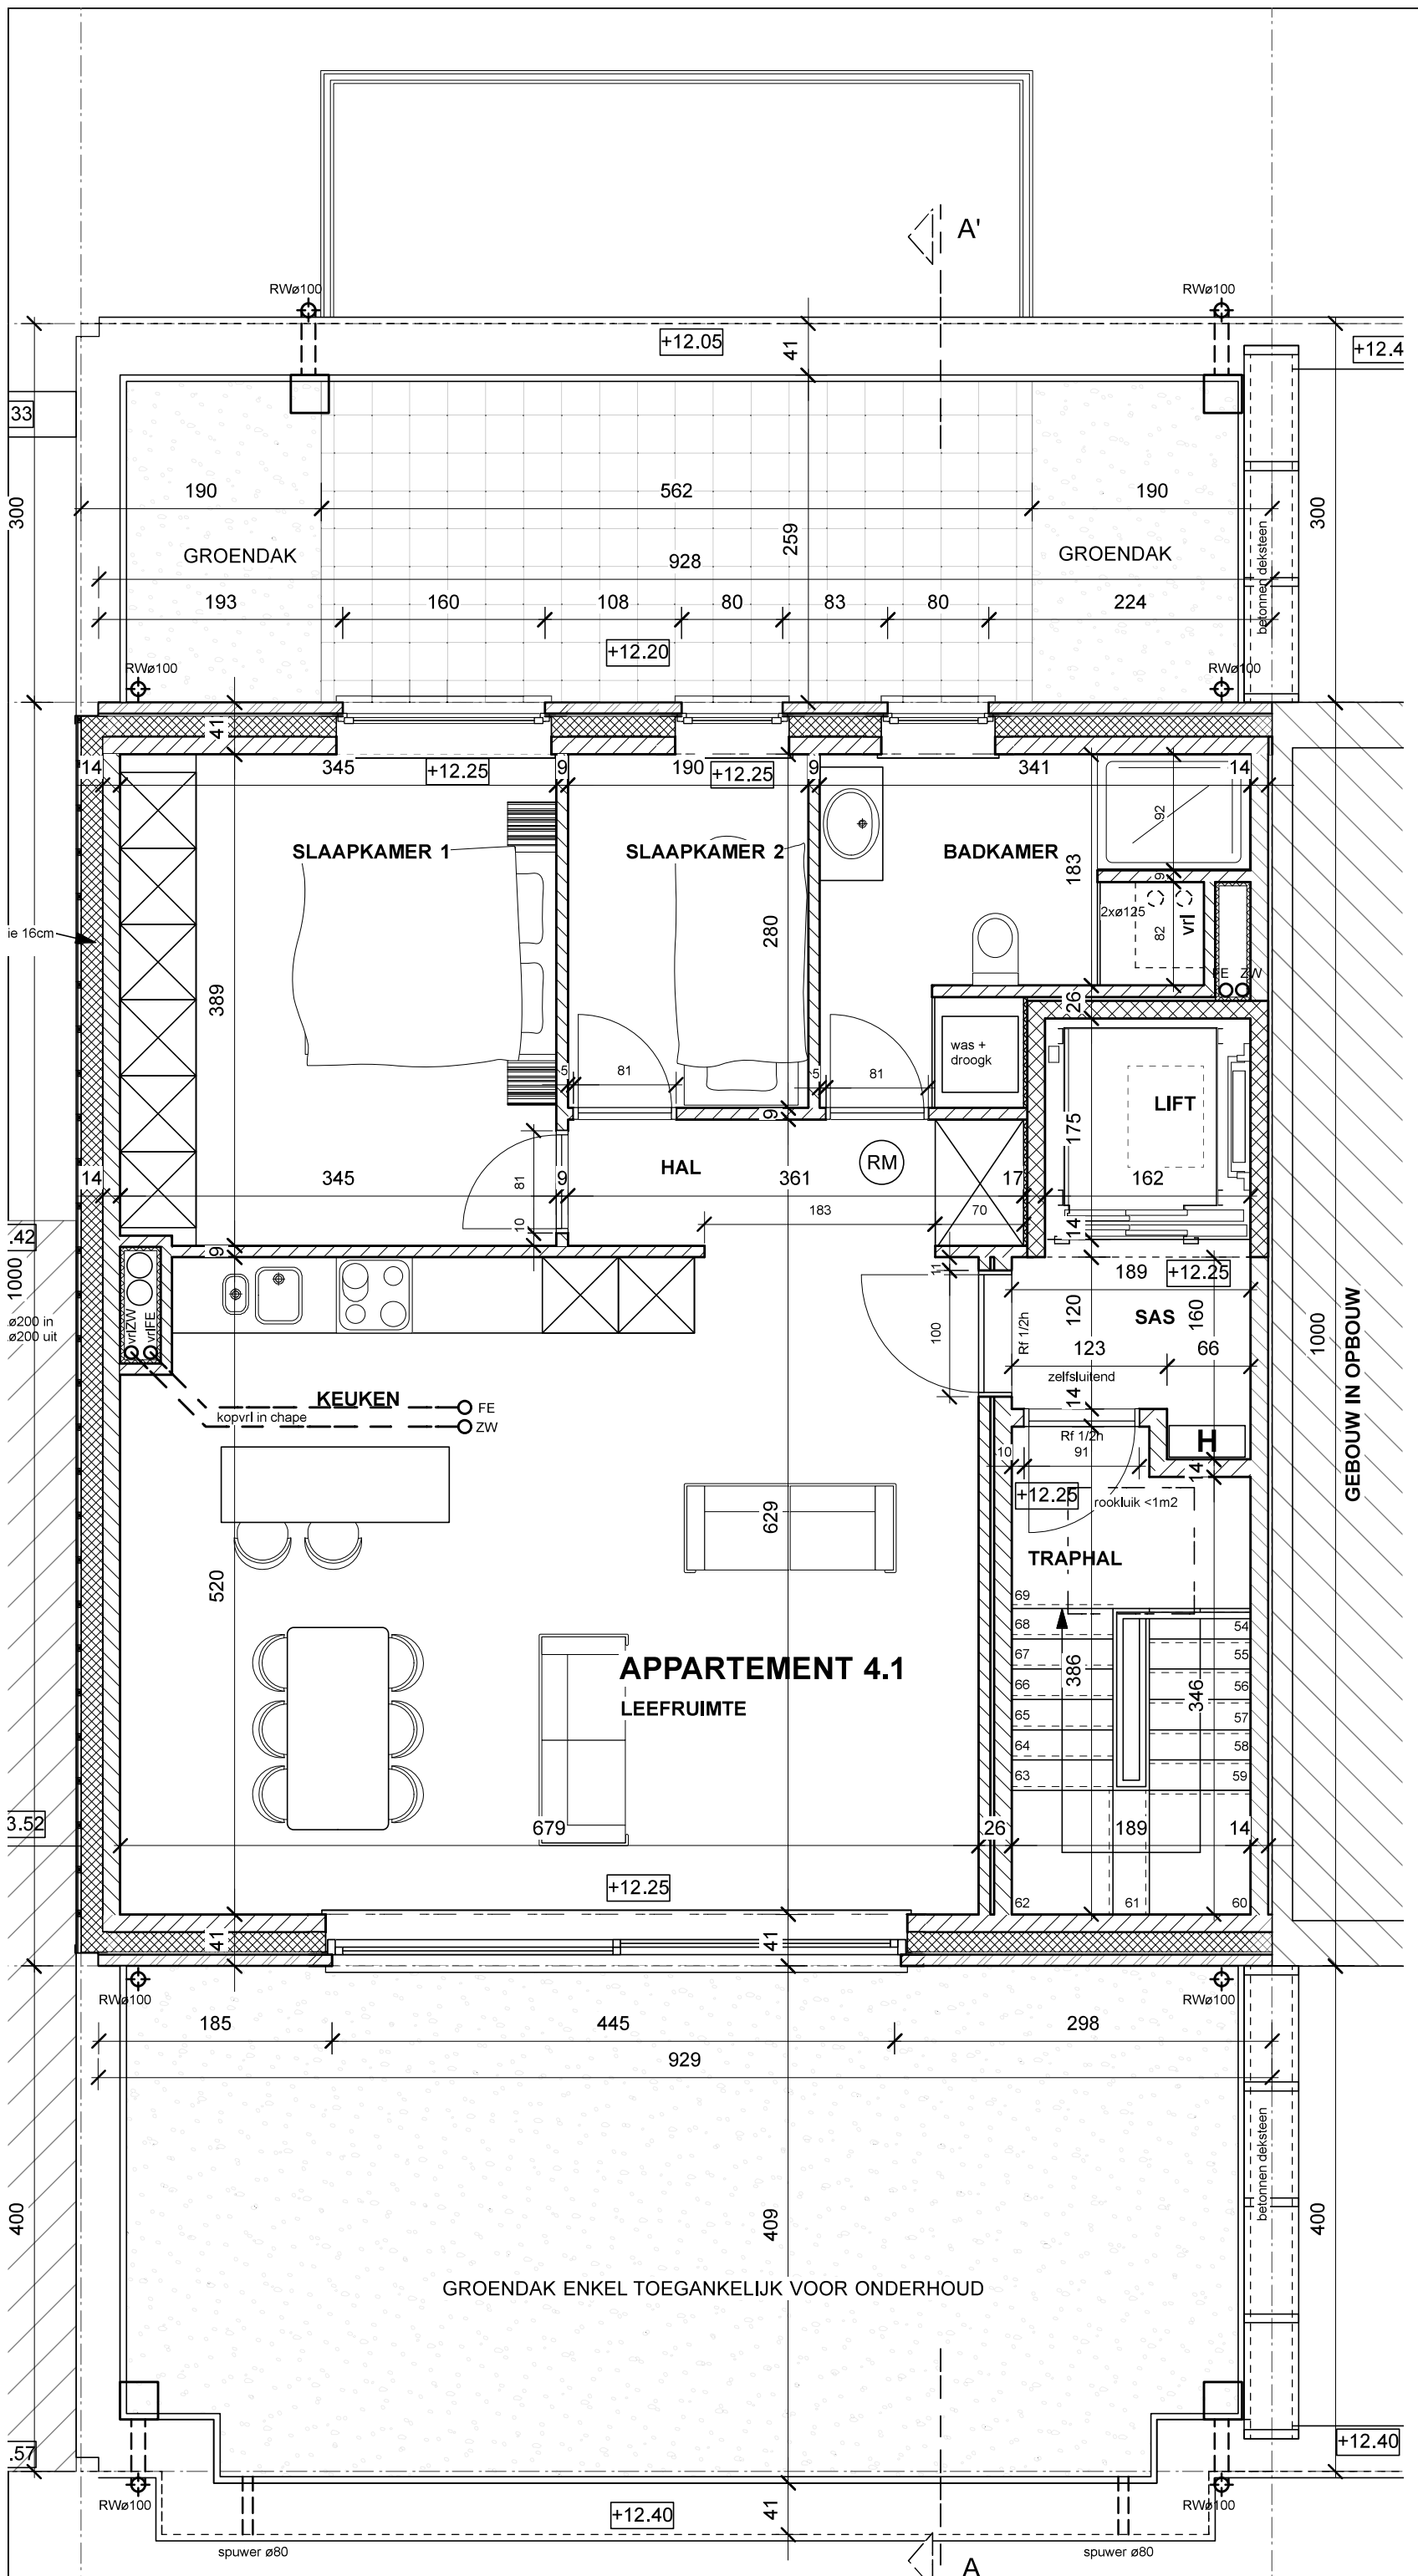 A'
RWø100
RWø100
+12.05
41
+12.4
33
300
190
562
190
300
259
GROENDAK
GROENDAK
928
betonnen deksteen
193
160
108
80
83
80
224
+12.20
RWø100
RWø100
41
14
345
+12.25
9
190
+12.25
9
341
14
92
SLAAPKAMER 1
SLAAPKAMER 2
BADKAMER
183
9
2xø125
vrl
82
280
ie 16cm
389
FE ZW
26
was +
droogk
5
81
5
81
LIFT
175
9
HAL
RM
81
14
345
9
361
17
162
183
70
10
14
.42
9
11
189
+12.25
1000
vrlZW
vrlFE
SAS
120
160
ø200 in
ø200 uit
100
Rf 1/2h
123
66
1000
GEBOUW IN OPBOUW
zelfsluitend
KEUKEN
FE
kopvrl in chape
ZW
14
Rf 1/2h
H
10
91
14
+12.25
rookluik <1m2
629
TRAPHAL
520
69
68
54
67
55
66
386
346
56
65
57
64
58
63
59
APPARTEMENT 4.1
LEEFRUIMTE
3.52
679
26
189
14
+12.25
62
61
60
41
41
RWø100
RWø100
185
445
298
929
betonnen deksteen
400
409
400
GROENDAK ENKEL TOEGANKELIJK VOOR ONDERHOUD
.57
+12.40
RWø100
RWø100
+12.40
41
spuwer ø80
spuwer ø80
A